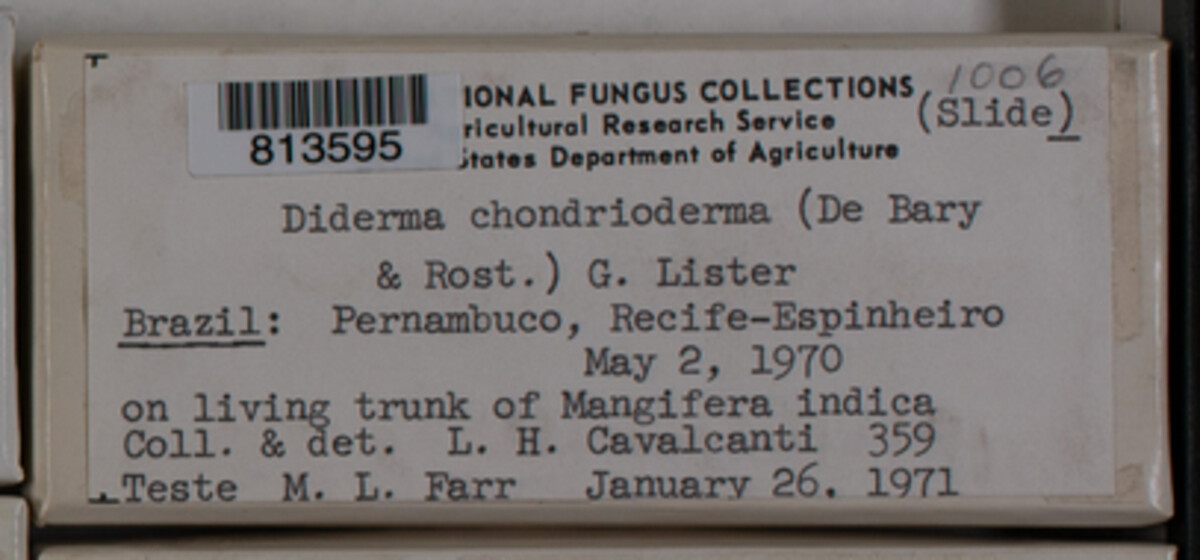 1006
IONAL FUNGUS COLLECTIONS
(Slide)
ricultural Research Service
States Department of Agriculture
813595
Diderma chondrioderma (De Bary
& Rost.) G. Lister
Brazil: Pernambuco, Recife-Espinheiro
May 2, 1970
on living trunk of Mangifera indica
Coll. & det. L. H. Cavalcanti 359
Teste M. L. Farr January 26. 1971